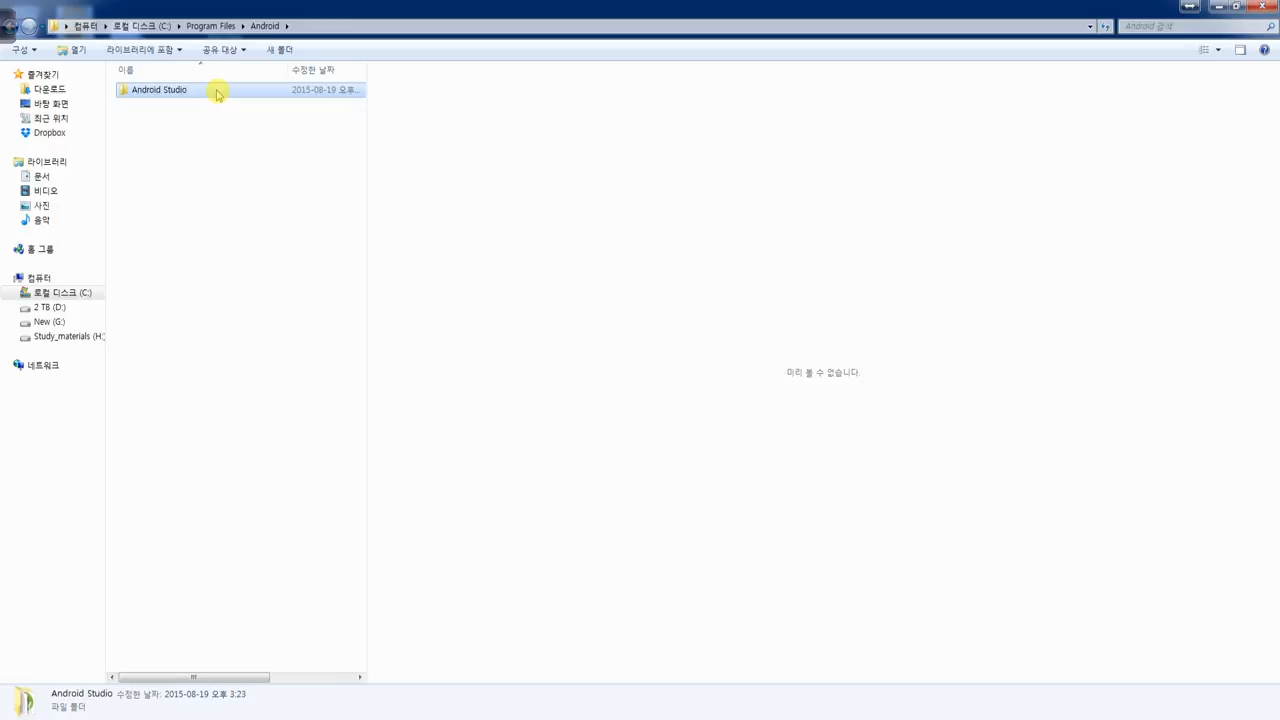 컴퓨터 로컬 디스크 (C:) Program Files Android
Android 검색
구성 열기 라이브러리에 포함 공유 대상 새 폴더
이름 수정한 날짜
Android Studio 2015-08-19 오후...
즐겨찾기
다운로드
바탕 화면
최근 위치
Dropbox
라이브러리
문서
비디오
사진
음악
홈 그룹
컴퓨터
로컬 디스크 (C:)
2 TB (D:)
New (G:)
Study_materials (H:
네트워크
미리 볼 수 없습니다.
Android Studio 수정한 날짜: 2015-08-19 오후 3:23
파일 폴더